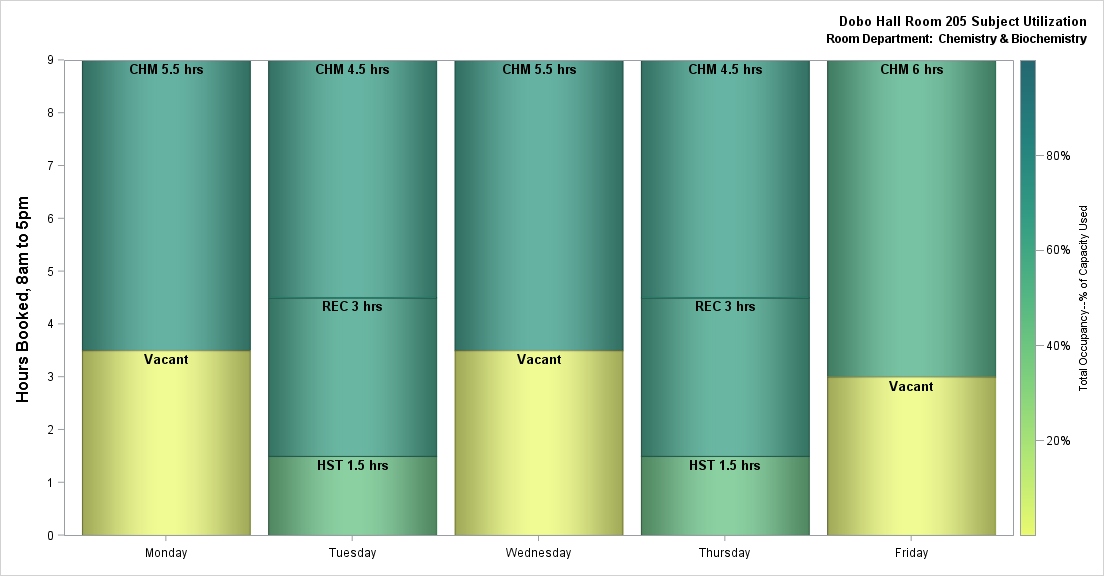 Dobo Hall Room 205 Subject Utilization
Room Department: Chemistry & Biochemistry
Hours Booked, 8am to 5pm
9
8
7
6
5
4
3
2
1
0
CHM 5.5 hrs
Vacant
CHM 4.5 hrs
REC 3 hrs
HST 1.5 hrs
CHM 5.5 hrs
Vacant
CHM 4.5 hrs
REC 3 hrs
HST 1.5 hrs
CHM 6 hrs
Vacant
Monday
Tuesday
Wednesday
Thursday
Friday
80%
60%
40%
20%
Total Occupancy--% of Capacity Used